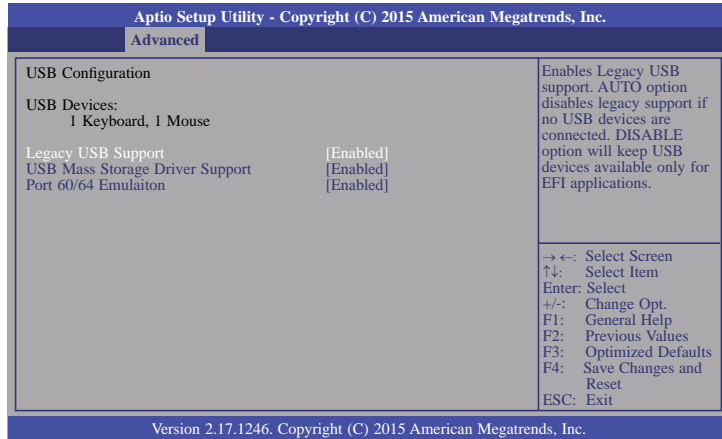 Aptio Setup Utility - Copyright (C) 2015 American Megatrends, Inc.
Advanced
USB Configuration
USB Devices:
1 Keyboard, 1 Mouse
Legacy USB Support [Enabled]
USB Mass Storage Driver Support [Enabled]
Port 60/64 Emulaiton [Enabled]
Enables Legacy USB
support. AUTO option
disables legacy support if
no USB devices are
connected. DISABLE
option will keep USB
devices available only for
EFI applications.
→ ←: Select Screen
↑↓: Select Item
Enter: Select
+/-: Change Opt.
F1: General Help
F2: Previous Values
F3: Optimized Defaults
F4: Save Changes and
Reset
ESC: Exit
Version 2.17.1246. Copyright (C) 2015 American Megatrends, Inc.